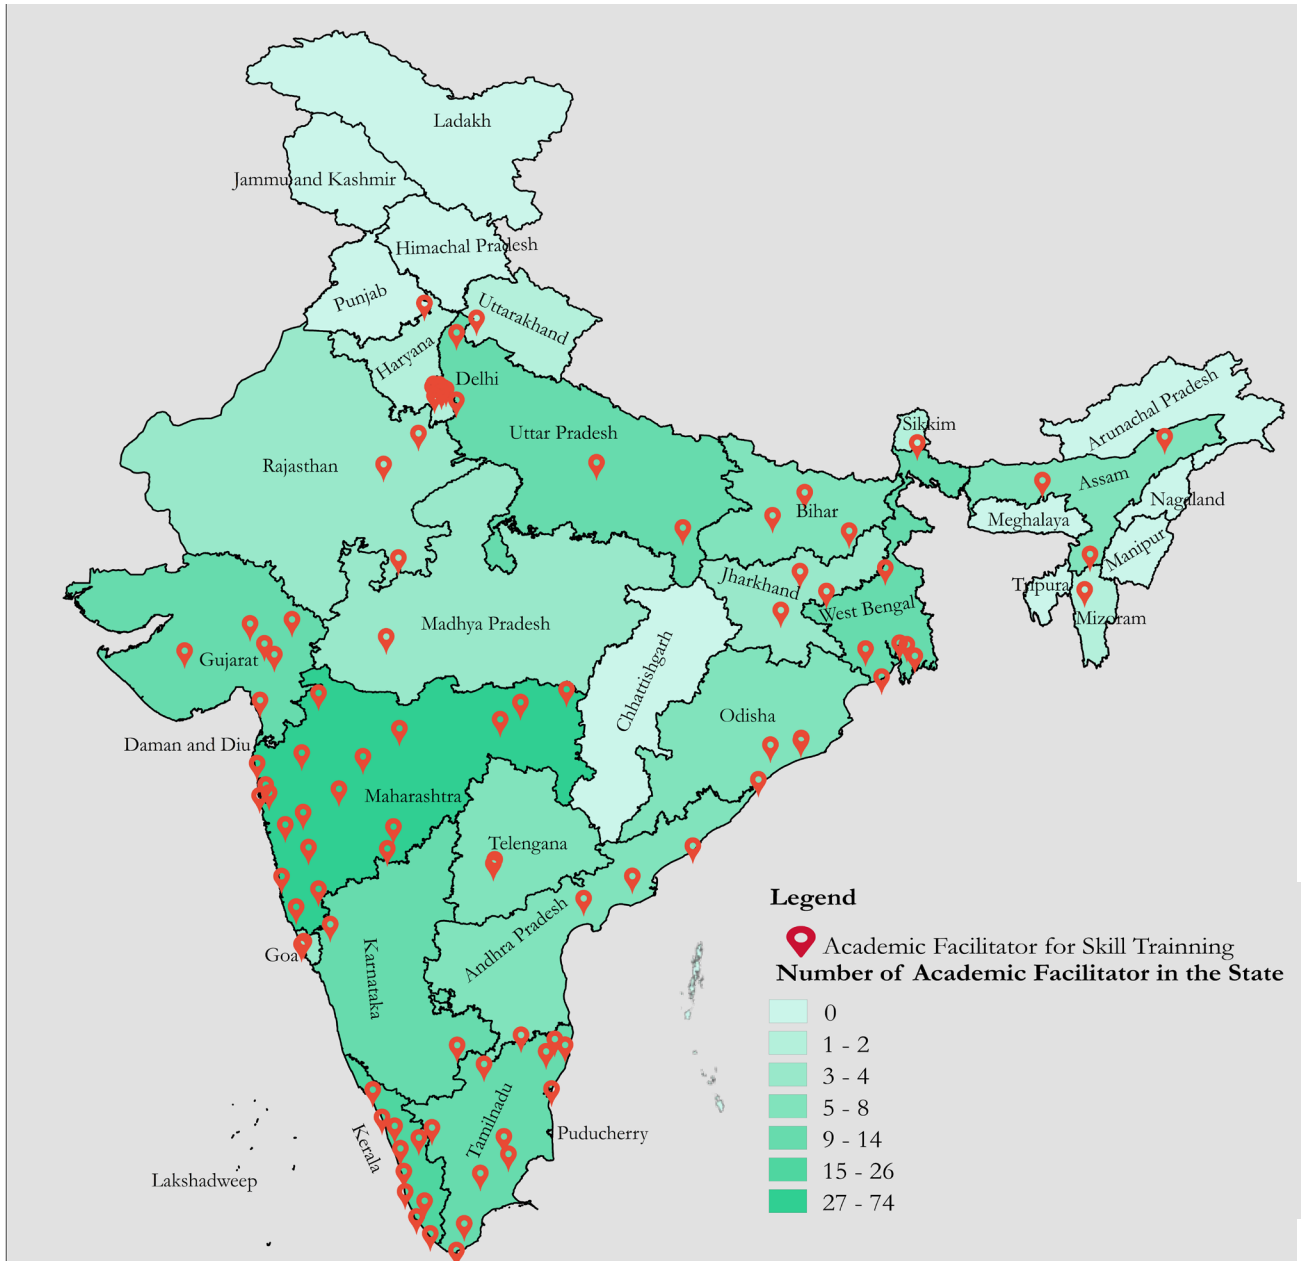 Ladakh
Jammu and Kashmir
Himachal Pradesh
Punjab
Uttarakhand
Haryana
Delhi
Arunachal Pradesh
Sikkim
Uttar Pradesh
Rajasthan
Assam
Nagaland
Bihar
Meghalaya
Manipur
Jharkhand
Tripura
West Bengal
Mizoram
Madhya Pradesh
Gujarat
Chhattishgarh
Odisha
Daman and Diu
Maharashtra
Telengana
Legend
Academic Facilitator for Skill Trainning
Number of Academic Facilitator in the State
0
1 - 2
3 - 4
5 - 8
9 - 14
15 - 26
27 - 74
Andhra Pradesh
Goa
Karnataka
Tamilnadu
Puducherry
Kerala
Lakshadweep